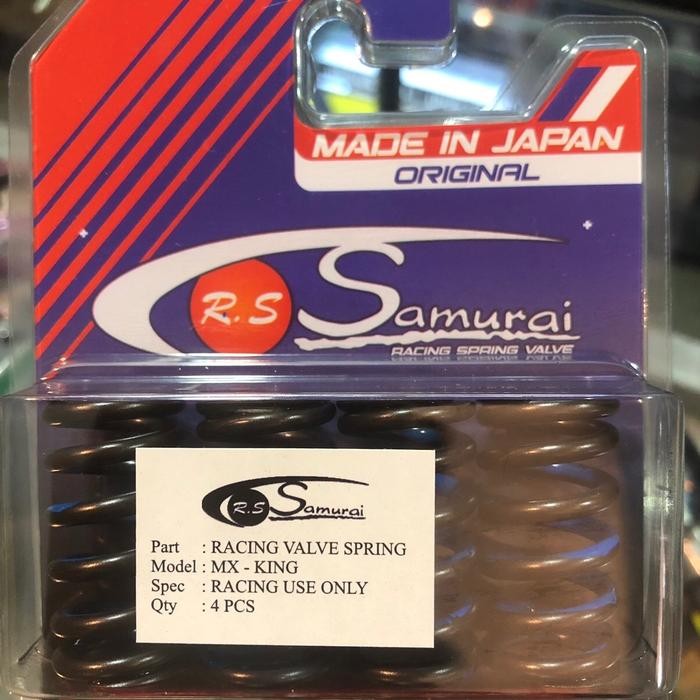 MADE IN JAPAN
ORIGINAL
R.S Samurai
RACING SPRING VALVE
R.S Samurai
Part : RACING VALVE SPRING
Model : MX - KING
Spec : RACING USE ONLY
Qty : 4 PCS